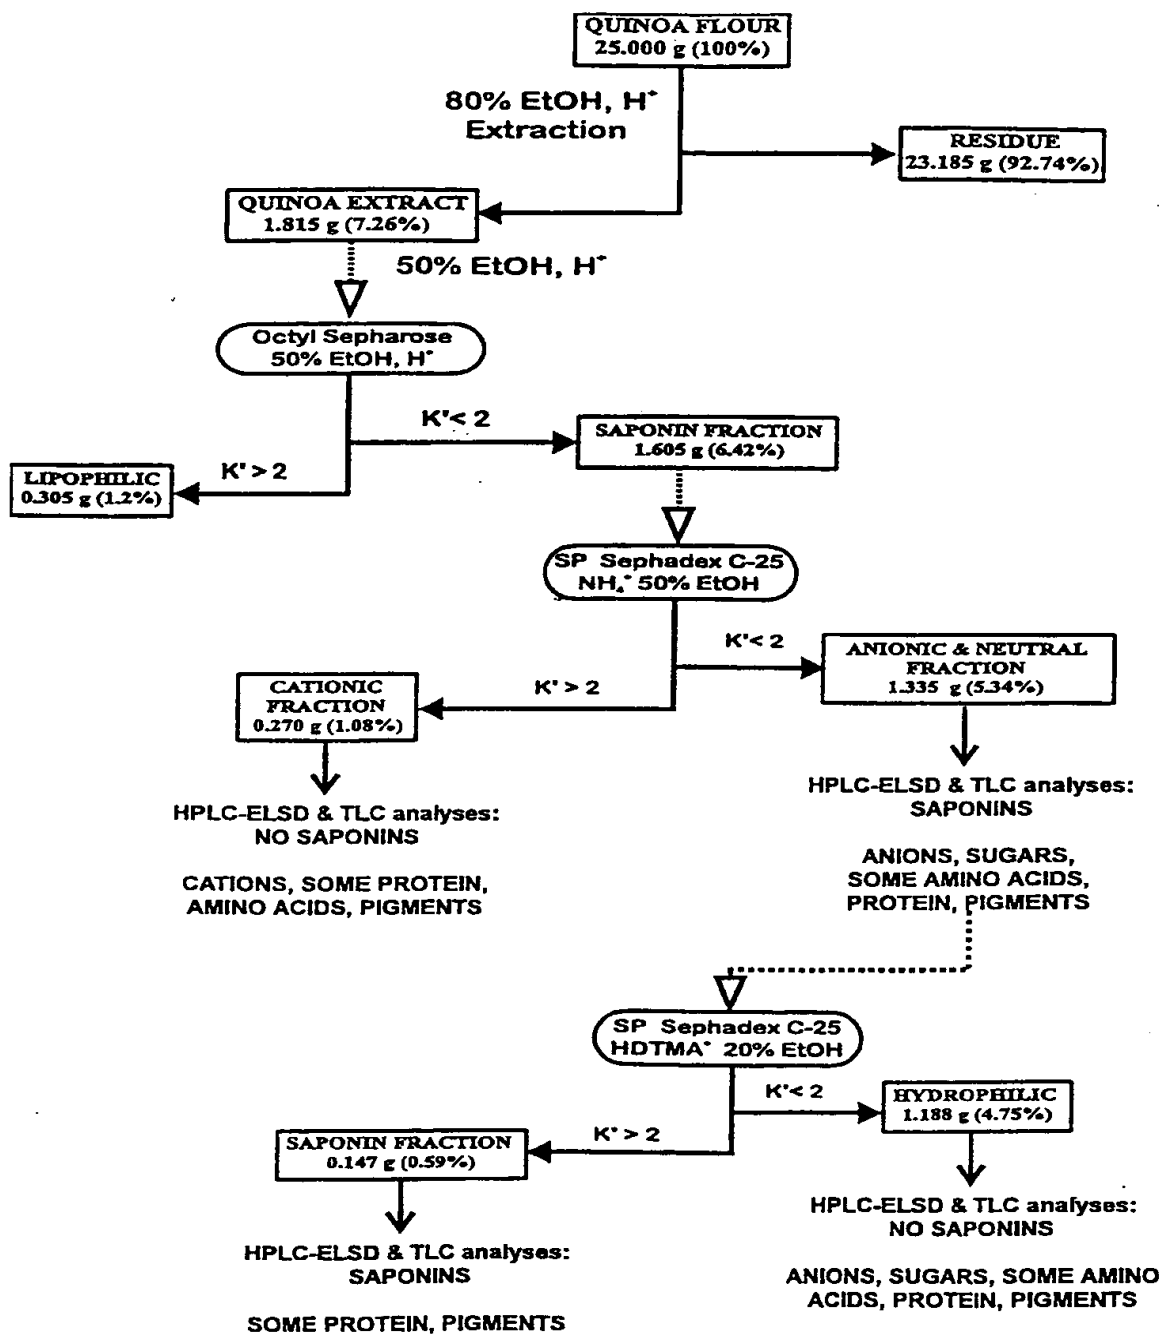 QUINOA FLOUR
25.000 g (100%)
80% EtOH, H⁺
Extraction
RESIDUE
23.185 g (92.74%)
QUINOA EXTRACT
1.815 g (7.26%)
50% EtOH, H⁺
Octyl Sepharose
50% EtOH, H⁺
K'< 2
SAPONIN FRACTION
1.605 g (6.42%)
K' > 2
LIPOPHILIC
0.305 g (1.2%)
SP Sephadex C-25
NH₄⁺ 50% EtOH
K'< 2
ANIONIC & NEUTRAL
FRACTION
1.335 g (5.34%)
K' > 2
CATIONIC
FRACTION
0.270 g (1.08%)
HPLC-ELSD & TLC analyses:
NO SAPONINS
CATIONS, SOME PROTEIN,
AMINO ACIDS, PIGMENTS
HPLC-ELSD & TLC analyses:
SAPONINS
ANIONS, SUGARS,
SOME AMINO ACIDS,
PROTEIN, PIGMENTS
SP Sephadex C-25
HDTMA⁺ 20% EtOH
K'< 2
HYDROPHILIC
1.188 g (4.75%)
K' > 2
SAPONIN FRACTION
0.147 g (0.59%)
HPLC-ELSD & TLC analyses:
SAPONINS
SOME PROTEIN, PIGMENTS
HPLC-ELSD & TLC analyses:
NO SAPONINS
ANIONS, SUGARS, SOME AMINO
ACIDS, PROTEIN, PIGMENTS